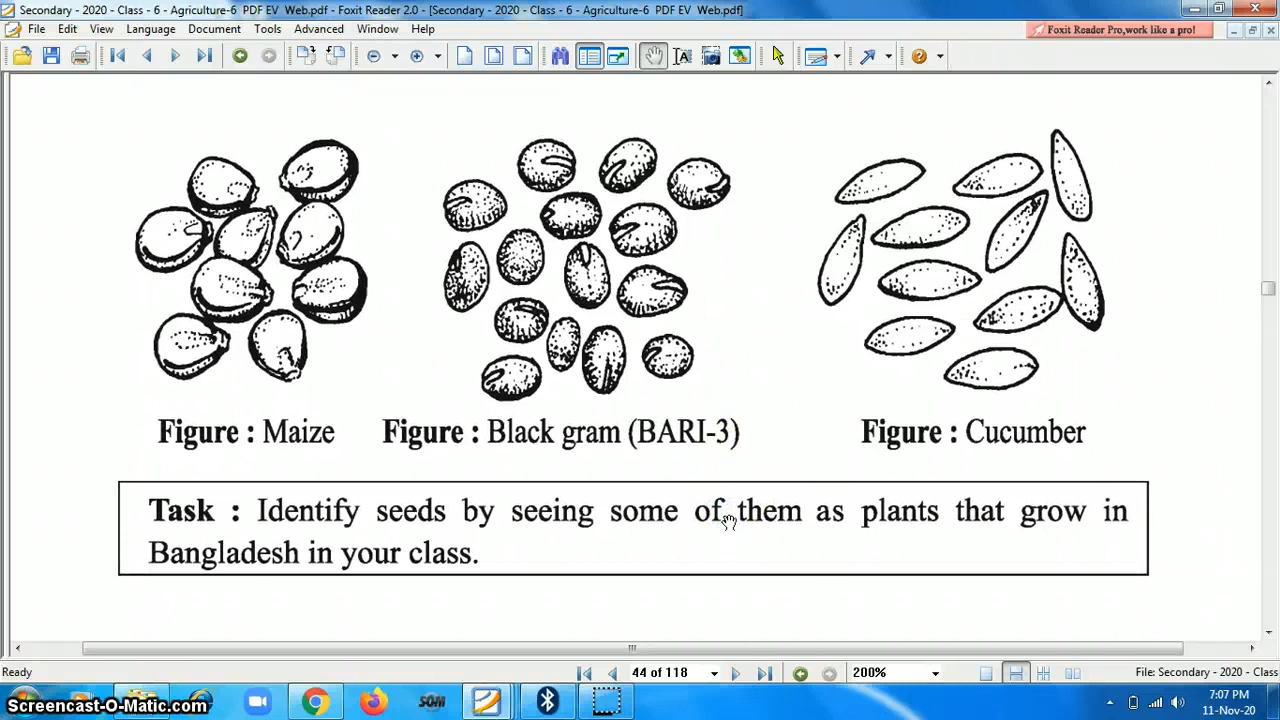 Secondary - 2020 - Class - 6 - Agriculture-6 PDF EV Web.pdf - Foxit Reader 2.0 - [Secondary - 2020 - Class - 6 - Agriculture-6 PDF EV Web.pdf]
File Edit View Language Document Tools Advanced Window Help
Foxit Reader Pro,work like a pro!
Figure : Maize Figure : Black gram (BARI-3) Figure : Cucumber
Task : Identify seeds by seeing some of them as plants that grow in
Bangladesh in your class.
Ready 44 of 118 200% File: Secondary - 2020 - Class
SOM 7:07 PM
Screencast-O-Matic.com 11-Nov-20